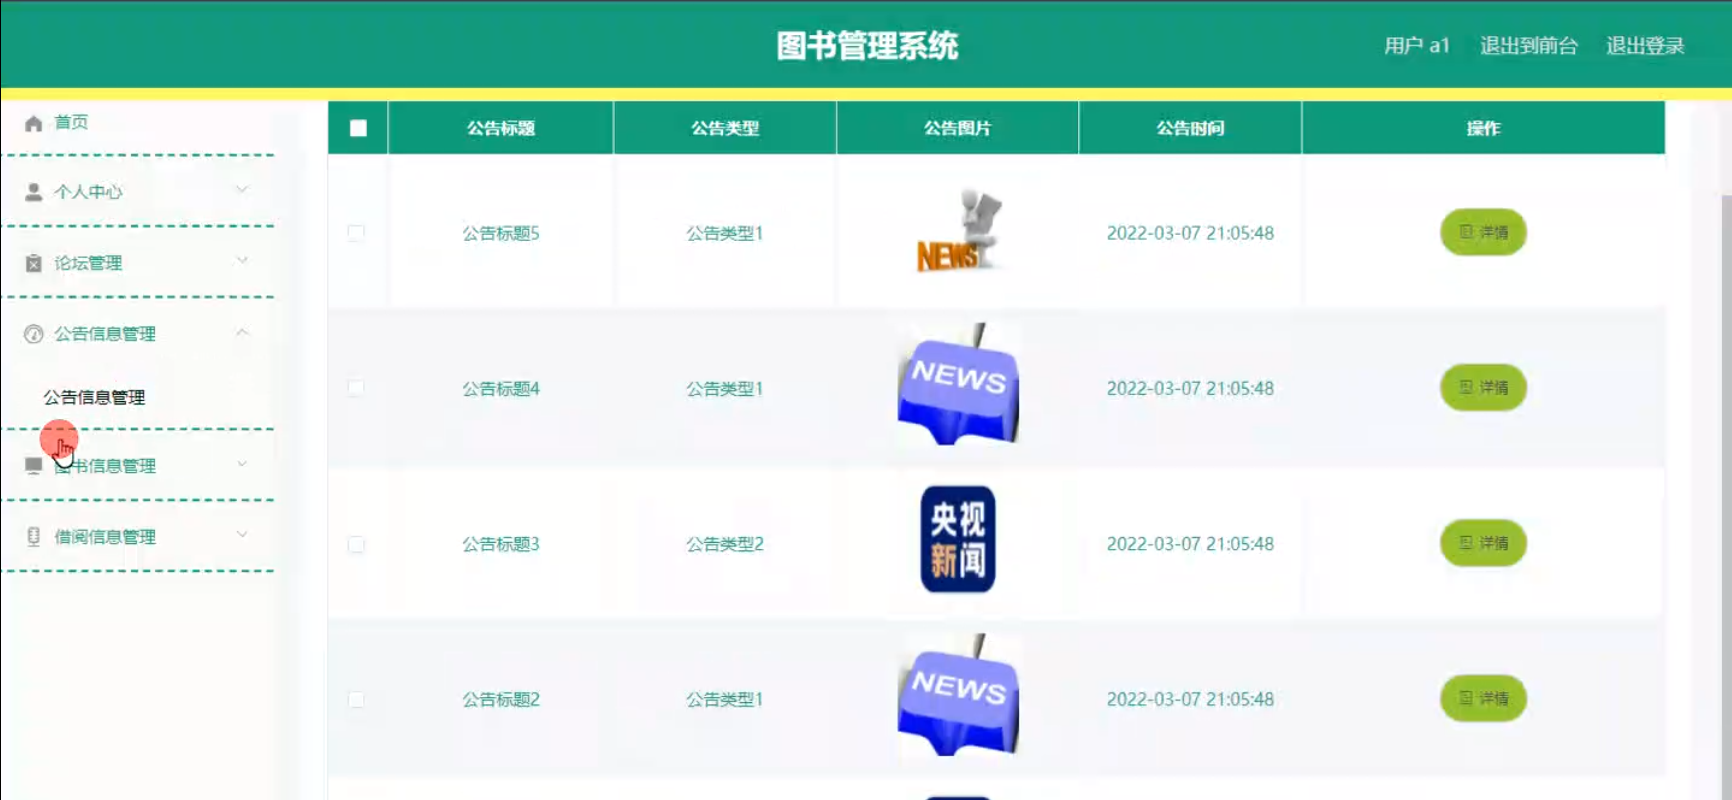 图书管理系统
用户 a1 退出到前台 退出登录
首页
个人中心
论坛管理
公告信息管理
公告信息管理
图书信息管理
借阅信息管理
公告标题 公告类型 公告图片 公告时间 操作
公告标题5 公告类型1 NEWS 2022-03-07 21:05:48 详情
公告标题4 公告类型1 NEWS 2022-03-07 21:05:48 详情
公告标题3 公告类型2 央视新闻 2022-03-07 21:05:48 详情
公告标题2 公告类型1 NEWS 2022-03-07 21:05:48 详情